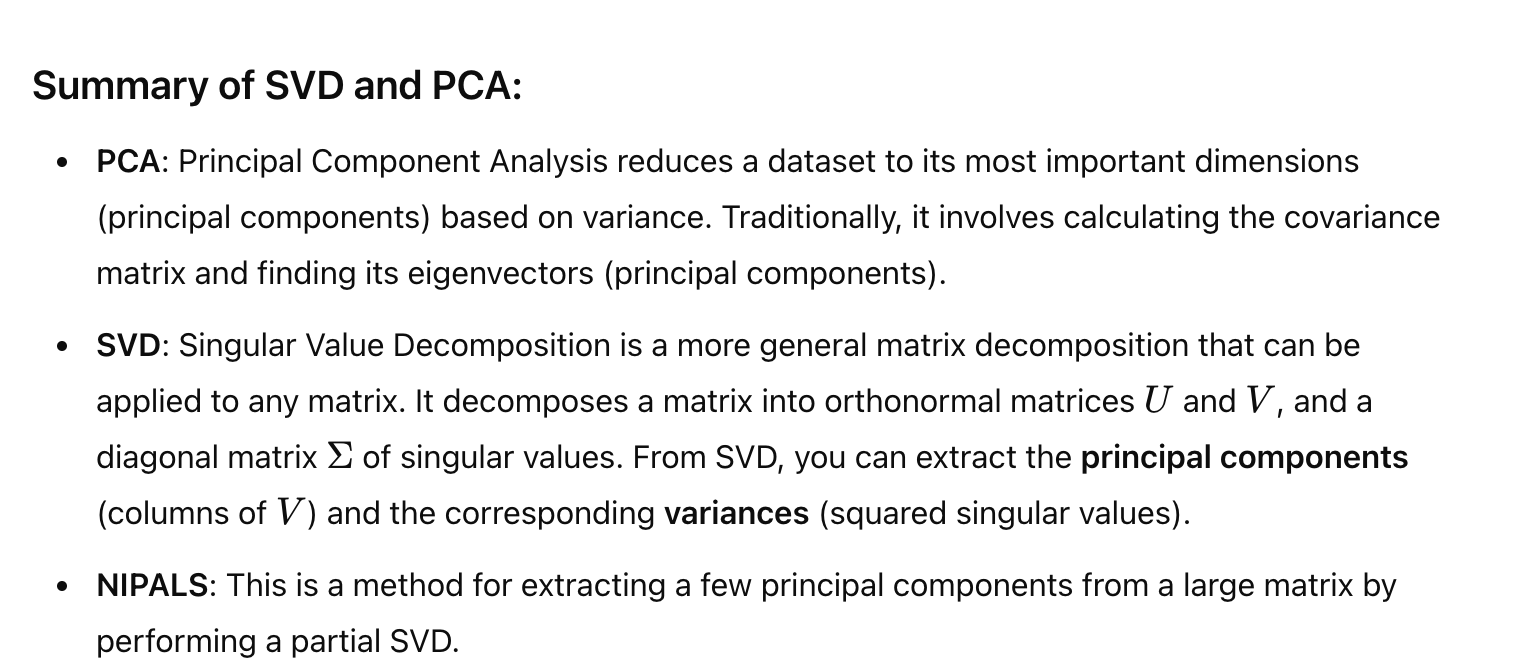 Summary of SVD and PCA:
• PCA: Principal Component Analysis reduces a dataset to its most important dimensions
(principal components) based on variance. Traditionally, it involves calculating the covariance
matrix and finding its eigenvectors (principal components).
• SVD: Singular Value Decomposition is a more general matrix decomposition that can be
applied to any matrix. It decomposes a matrix into orthonormal matrices U and V, and a
diagonal matrix Σ of singular values. From SVD, you can extract the principal components
(columns of V) and the corresponding variances (squared singular values).
• NIPALS: This is a method for extracting a few principal components from a large matrix by
performing a partial SVD.